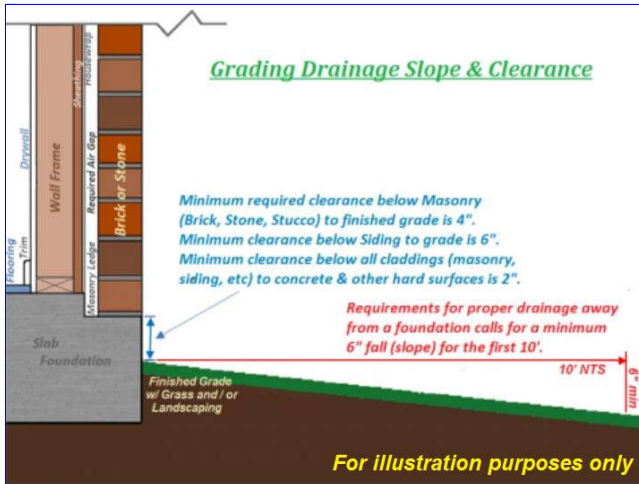 Grading Drainage Slope & Clearance
Flooring
Trim
Drywall
Wall Frame
Sheathing
Housewrap
Required Air Gap
Masonry Ledge
Brick or Stone
Minimum required clearance below Masonry
(Brick, Stone, Stucco) to finished grade is 4".
Minimum clearance below Siding to grade is 6".
Minimum clearance below all claddings (masonry,
siding, etc) to concrete & other hard surfaces is 2".
Requirements for proper drainage away
from a foundation calls for a minimum
6" fall (slope) for the first 10'.
10' NTS
6" min
Slab
Foundation
Finished Grade
w/ Grass and / or
Landscaping
For illustration purposes only